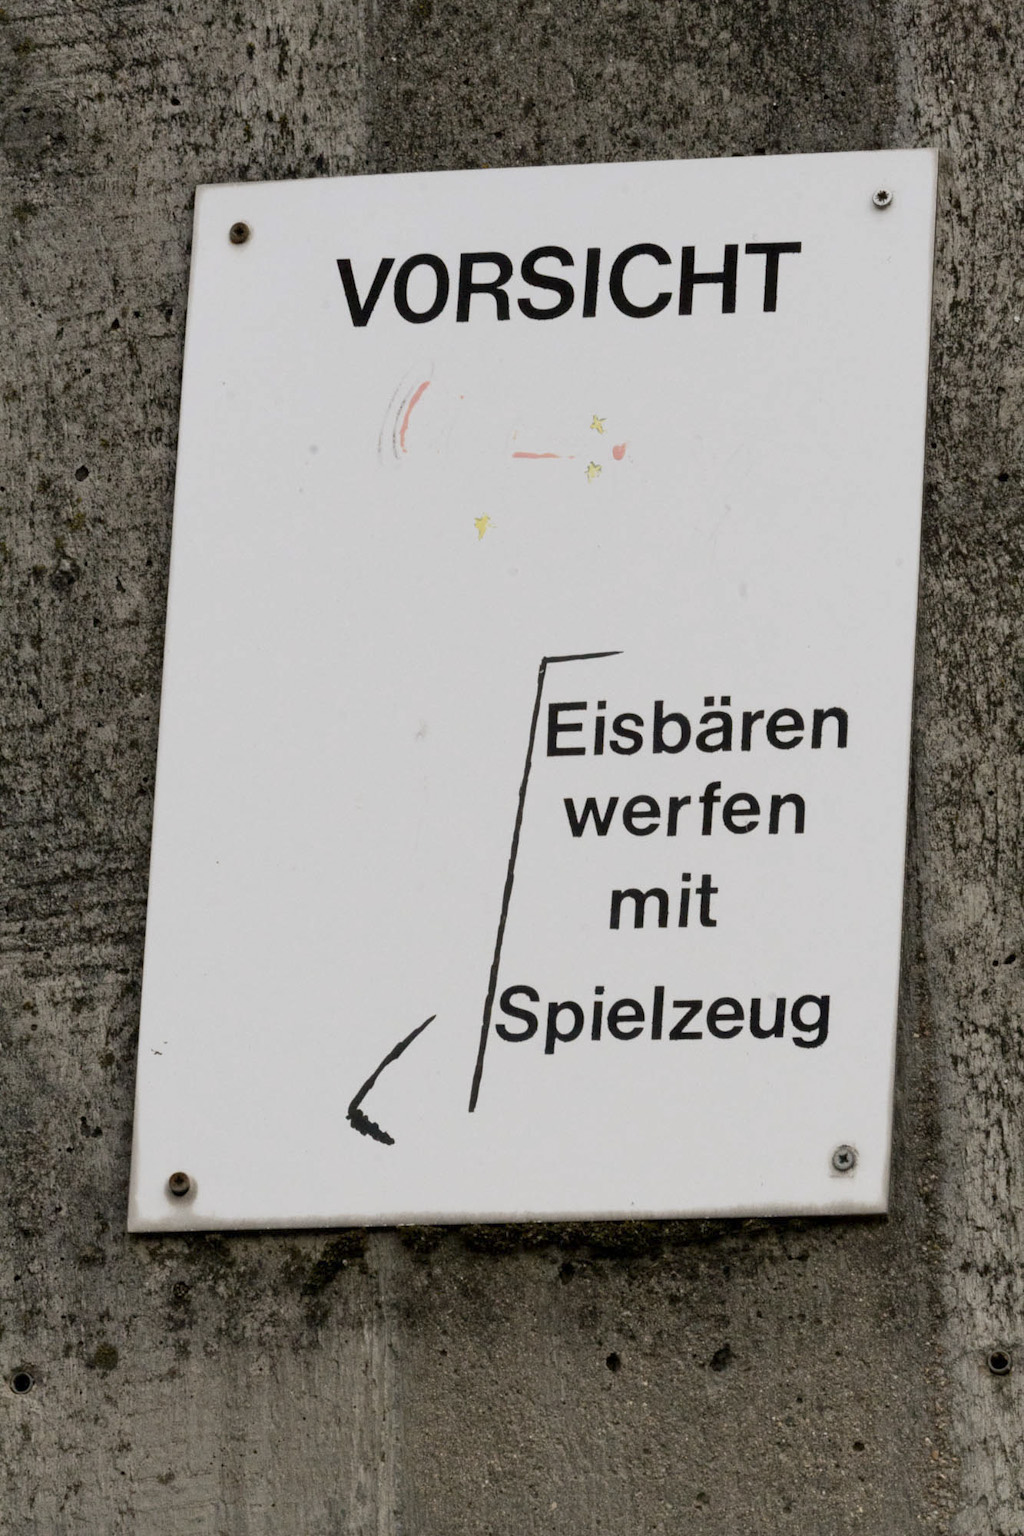 VORSICHT
Eisbären
werfen
mit
Spielzeug